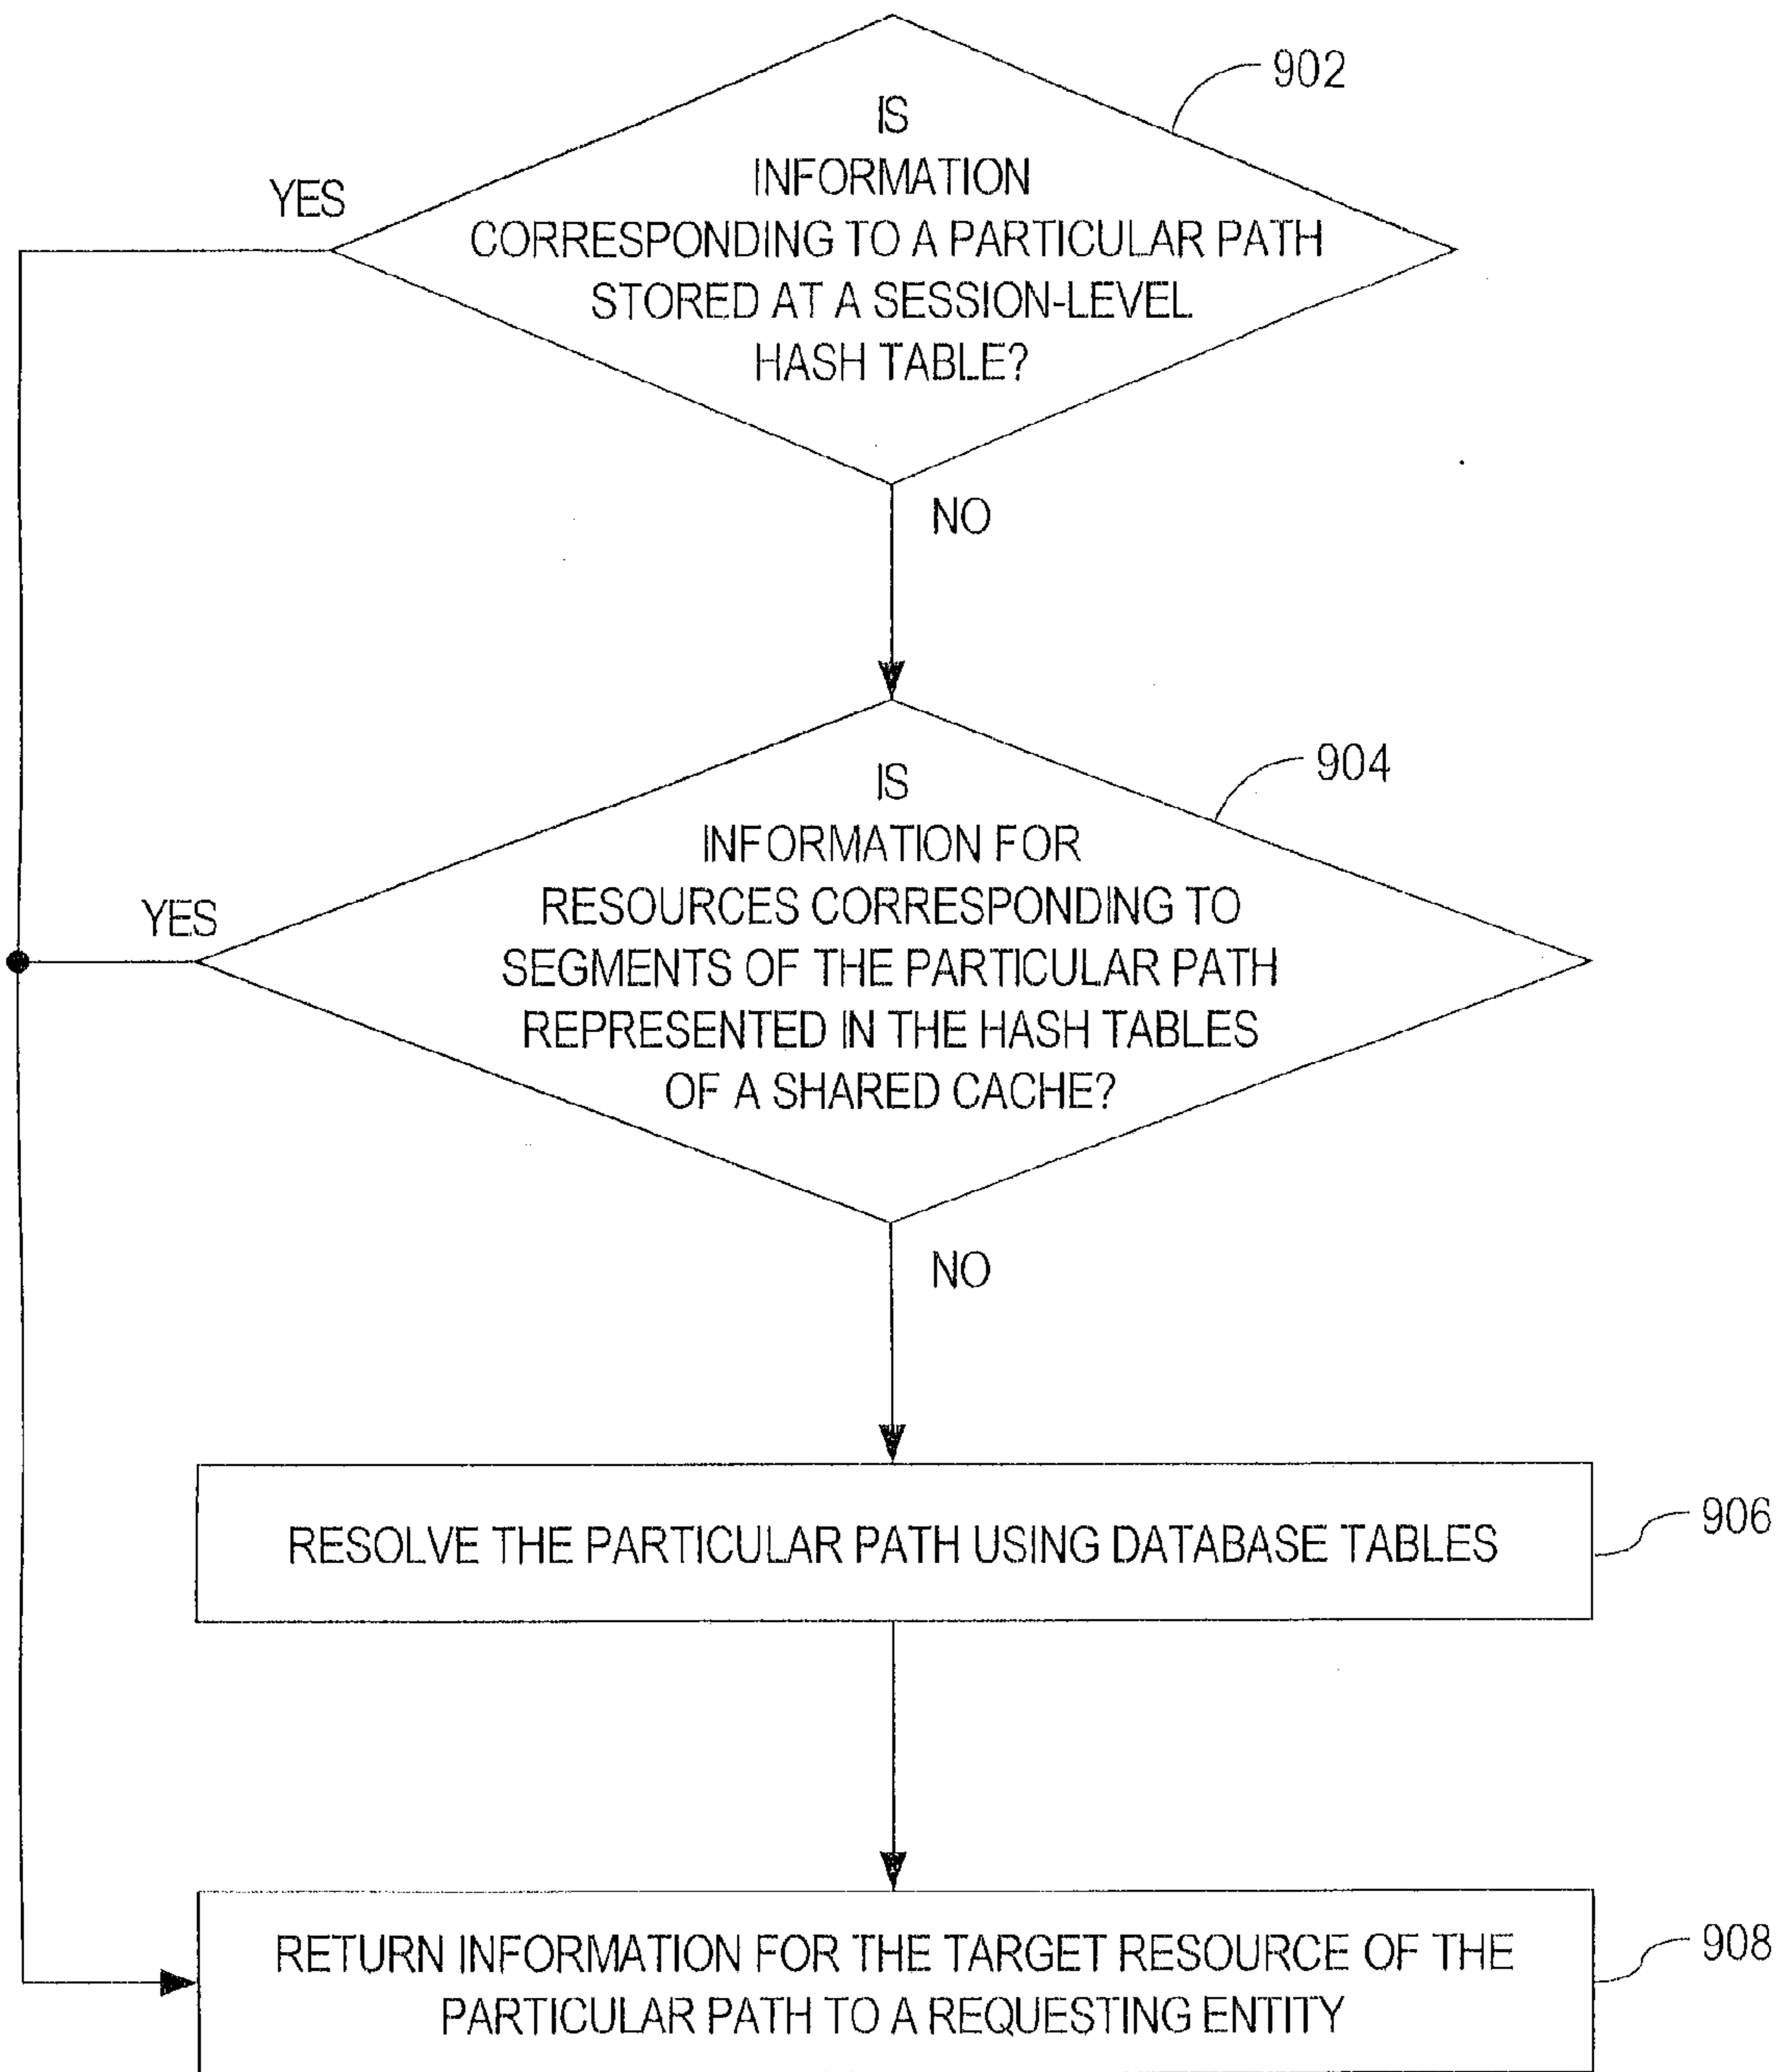 902
IS
INFORMATION
YES
CORRESPONDING TO A PARTICULAR PATH
STORED AT A SESSION-LEVEL
HASH TABLE?
NO
904
IS
INFORMATION FOR
RESOURCES CORRESPONDING TO
YES
SEGMENTS OF THE PARTICULAR PATH
REPRESENTED IN THE HASH TABLES
OF A SHARED CACHE?
NO
906
RESOLVE THE PARTICULAR PATH USING DATABASE TABLES
908
RETURN INFORMATION FOR THE TARGET RESOURCE OF THE
PARTICULAR PATH TO A REQUESTING ENTITY